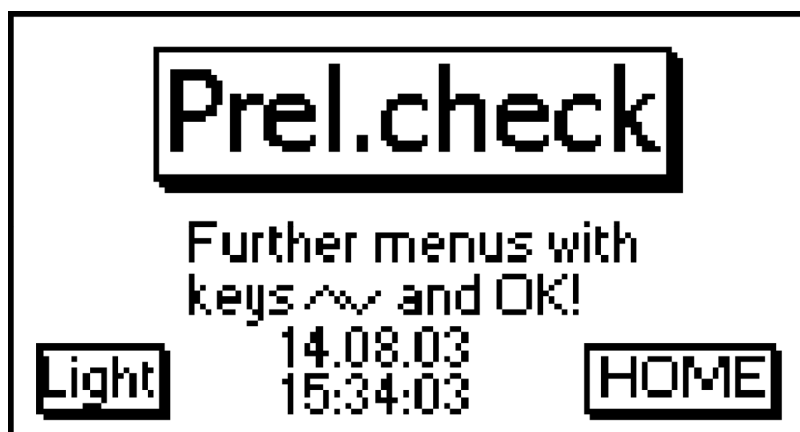 Prel.check
Further menus with
keys ︿﹀ and OK!
14.08.03
Light 15:34:03 HOME